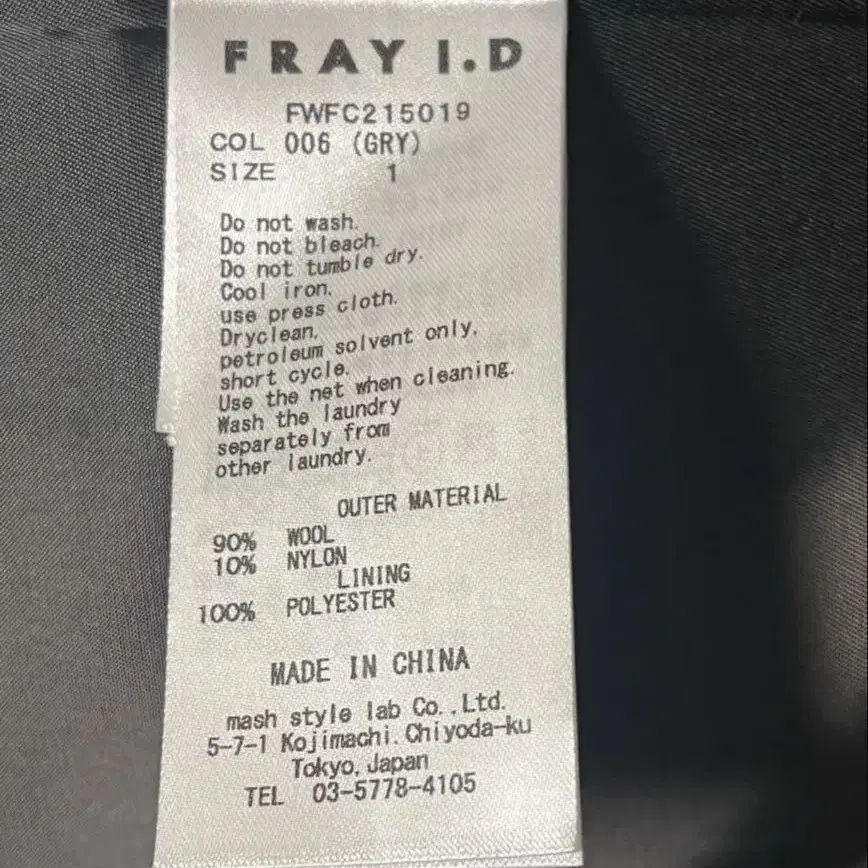 FRAY I.D
FWFC215019
COL 006 (GRY)
SIZE 1
Do not wash.
Do not bleach.
Do not tumble dry.
Cool iron.
use press cloth.
Dryclean.
petroleum solvent only.
short cycle.
Use the net when cleaning.
Wash the laundry
separately from
other laundry.
OUTER MATERIAL
90% WOOL
10% NYLON
LINING
100% POLYESTER
MADE IN CHINA
mash style lab Co.,Ltd.
5-7-1 Kojimachi.Chiyoda-ku
Tokyo,Japan
TEL 03-5778-4105